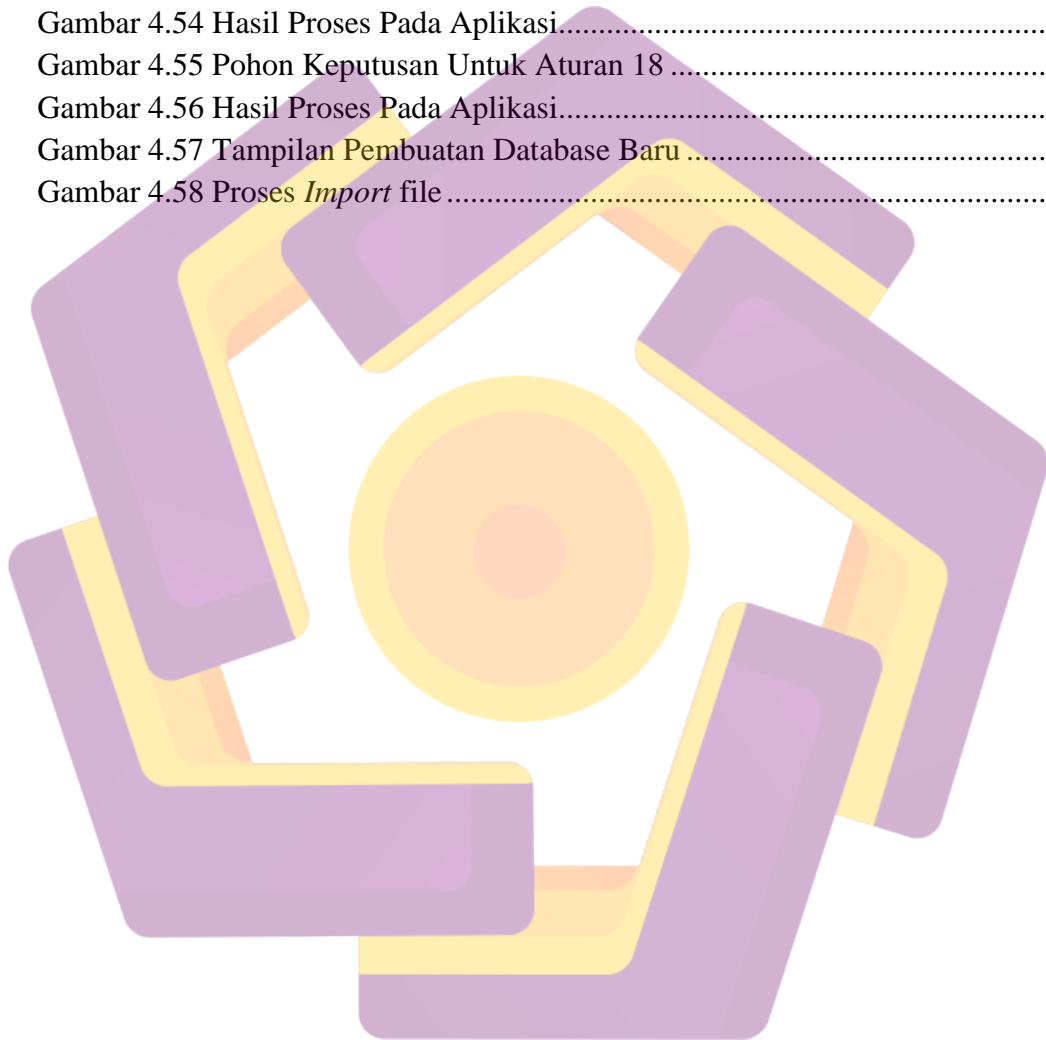 Gambar 4.54 Hasil Proses Pada Aplikasi......................................................................
Gambar 4.55 Pohon Keputusan Untuk Aturan 18 ......................................................
Gambar 4.56 Hasil Proses Pada Aplikasi......................................................................
Gambar 4.57 Tampilan Pembuatan Database Baru ...................................................
Gambar 4.58 Proses Import file ....................................................................................